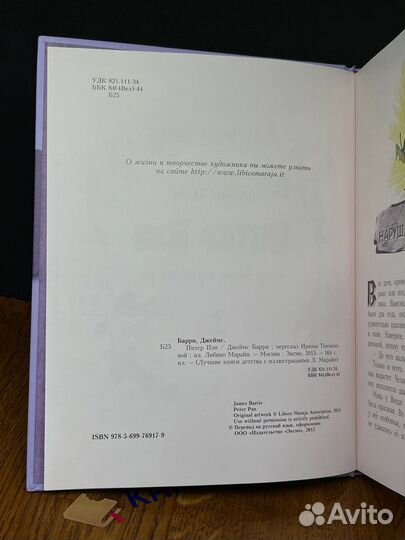 УДК 821.111-34
ББК 84(4Вел)-44
Б25
О жизни и творчестве художника вы можете узнать
на сайте http://www.libicomaraja.it
Барри, Джеймс.
Б25 Питер Пэн / Джеймс Барри ; пересказ Ирины Токмако-
вой ; ил. Либико Марайя. – Москва : Эксмо, 2015. – 164 с. :
ил. – (Лучшие книги детства с иллюстрациями Л. Марайя).
УДК 821.111-34
ББК 84(4Вел)-44
James Barrie
Peter Pan
Original artwork © Libico Maraja Association, 2015
Use without permission is strictly prohibited.
© Перевод на русский язык, оформление.
ISBN 978-5-699-76917-9 ООО «Издательство «Эксмо», 2015
Avito